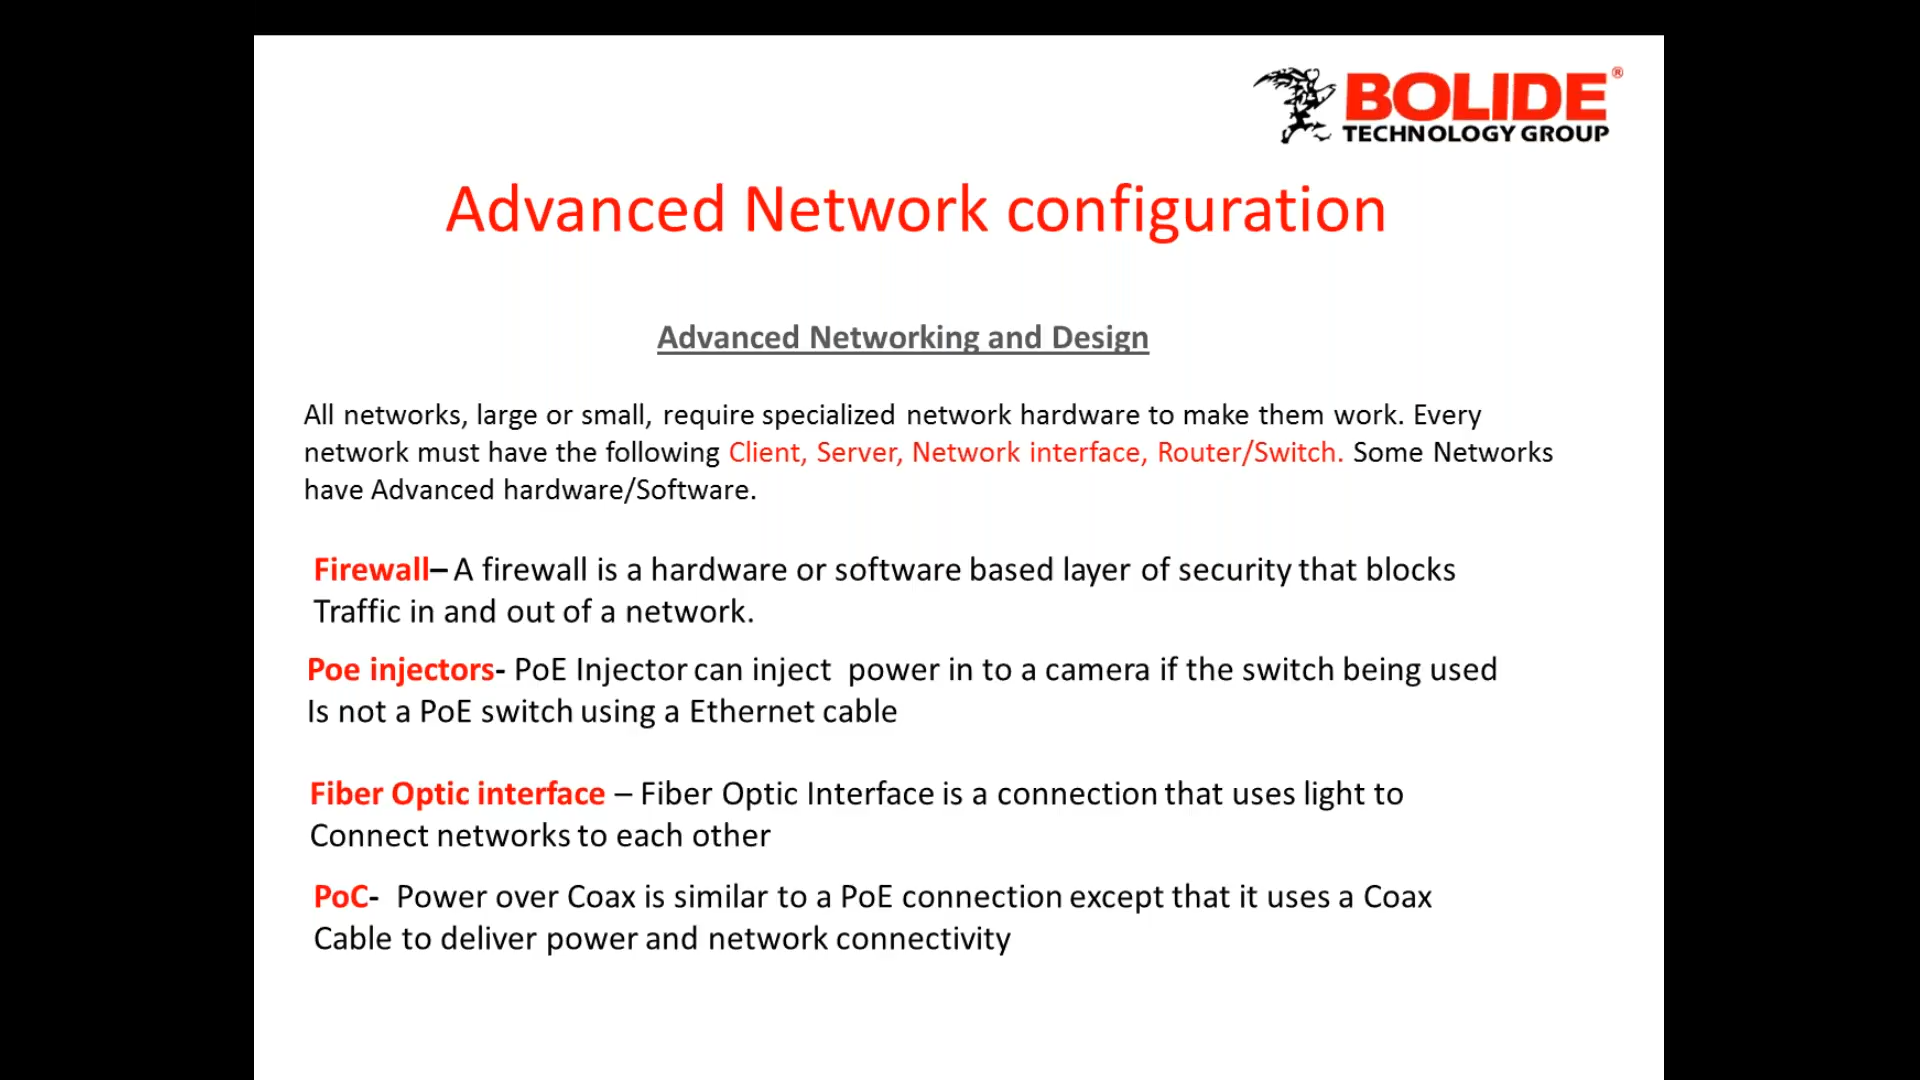 BOLIDE®
TECHNOLOGY GROUP
Advanced Network configuration
Advanced Networking and Design
All networks, large or small, require specialized network hardware to make them work. Every
network must have the following Client, Server, Network interface, Router/Switch. Some Networks
have Advanced hardware/Software.
Firewall– A firewall is a hardware or software based layer of security that blocks
Traffic in and out of a network.
Poe injectors- PoE Injector can inject  power in to a camera if the switch being used
Is not a PoE switch using a Ethernet cable
Fiber Optic interface – Fiber Optic Interface is a connection that uses light to
Connect networks to each other
PoC-  Power over Coax is similar to a PoE connection except that it uses a Coax
Cable to deliver power and network connectivity